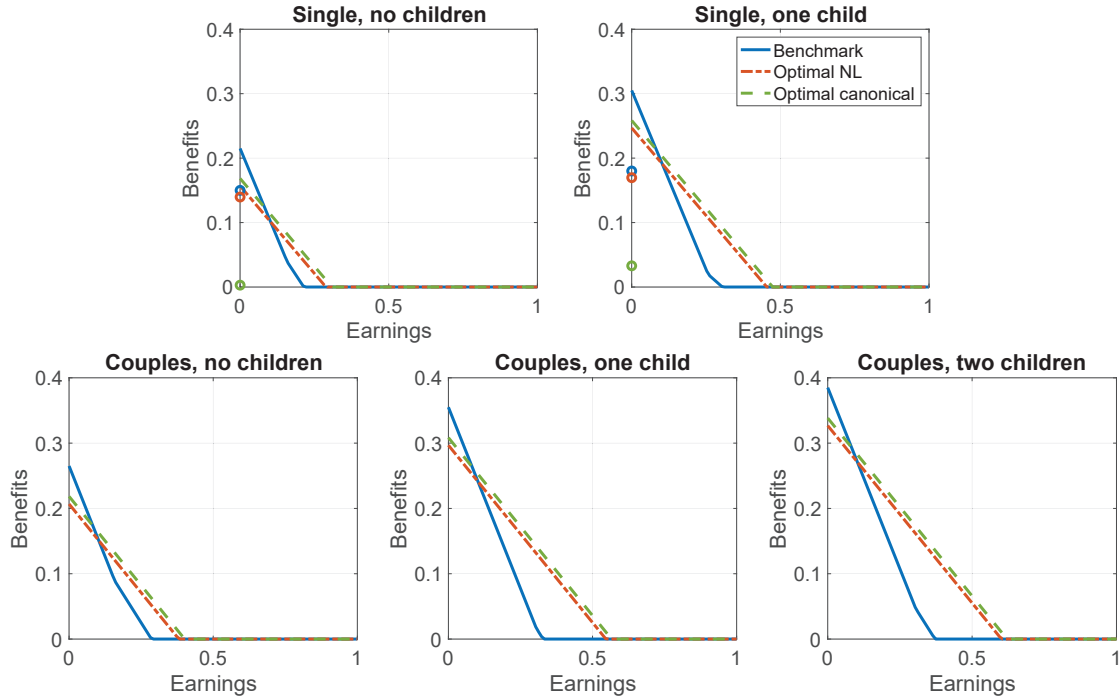 Single, no children
Single, one child
Benchmark
Optimal NL
Optimal canonical
0.4
0.3
0.2
0.1
0
Benefits
0
0.5
1
Earnings
0.4
0.3
0.2
0.1
0
Benefits
0
0.5
1
Earnings
Couples, no children
Couples, one child
Couples, two children
0.4
0.3
0.2
0.1
0
Benefits
0
0.5
1
Earnings
0.4
0.3
0.2
0.1
0
Benefits
0
0.5
1
Earnings
0.4
0.3
0.2
0.1
0
Benefits
0
0.5
1
Earnings